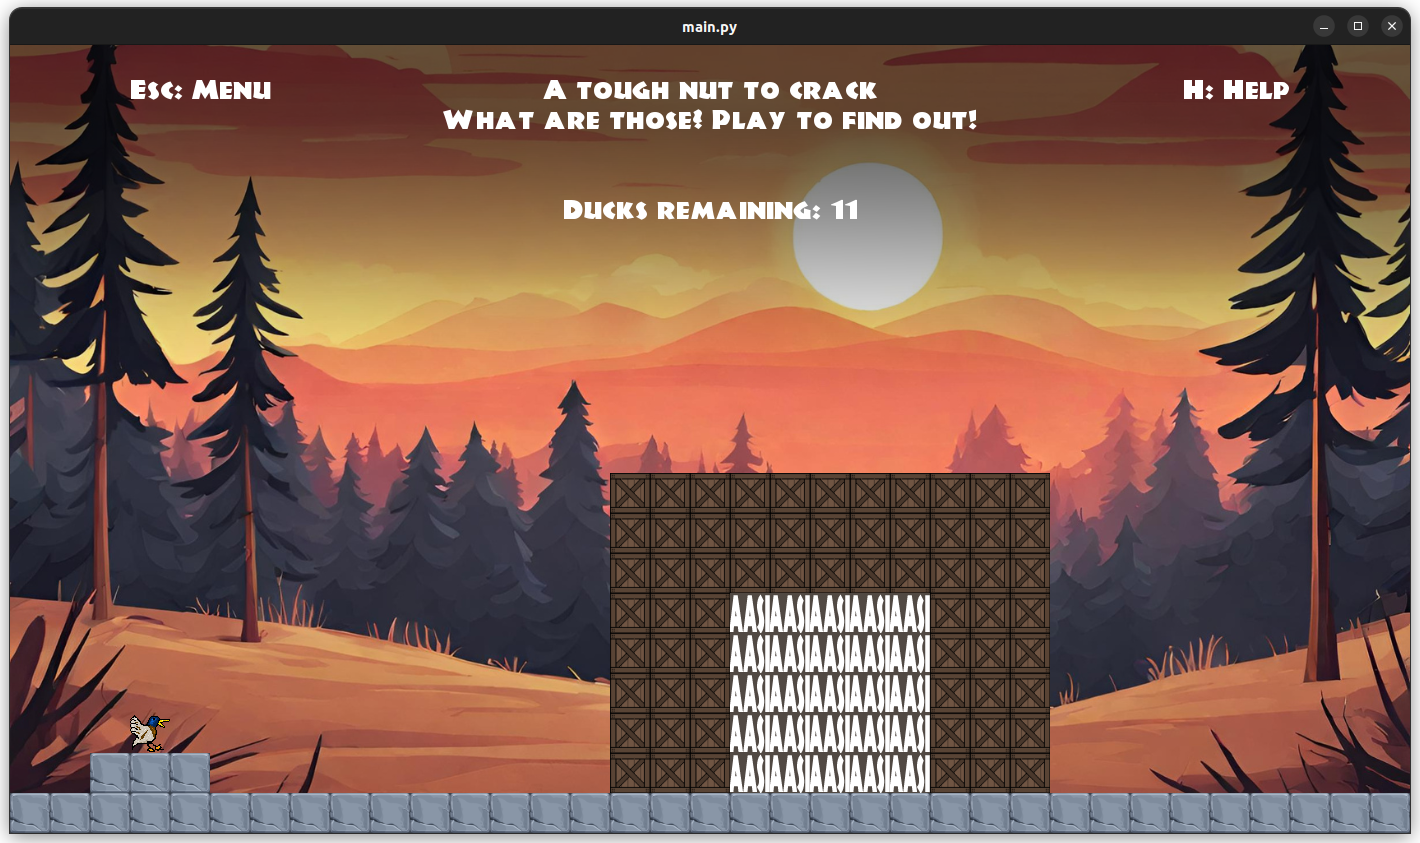 main.py
Esc: Menu
A tough nut to crack
H: Help
What are those? Play to find out!
Ducks remaining: 11
AASIAASIAASIAASIAASI
AASIAASIAASIAASIAASI
AASIAASIAASIAASIAASI
AASIAASIAASIAASIAASI
AASIAASIAASIAASIAASI